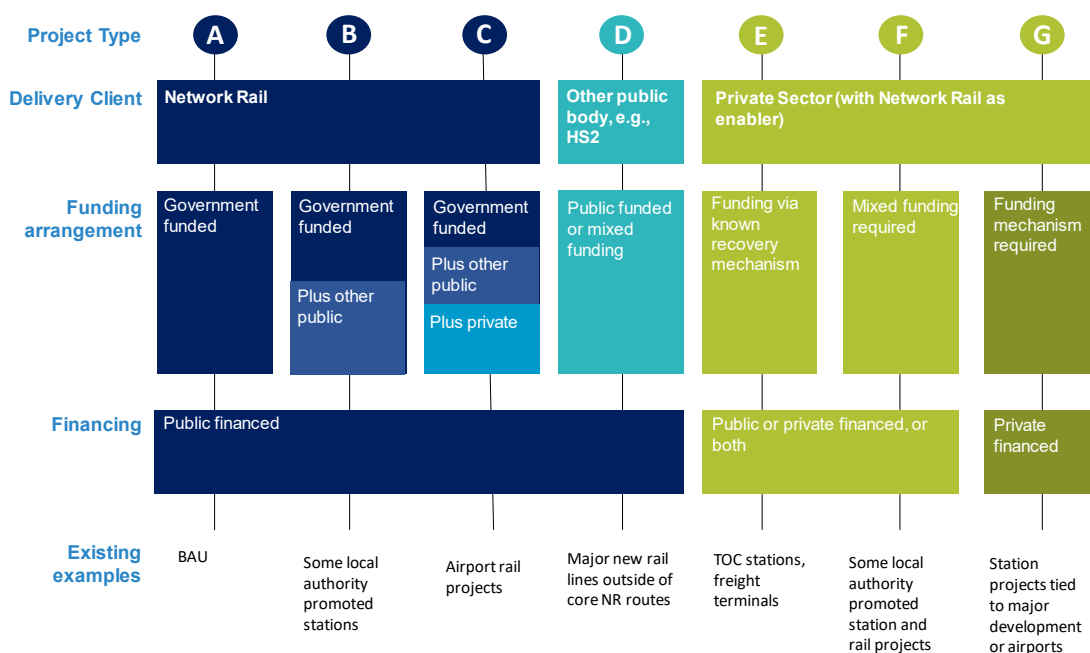 Project Type
A
B
C
D
E
F
G
Delivery Client
Network Rail
Other public
body, e.g.,
HS2
Private Sector (with Network Rail as
enabler)
Funding
arrangement
Government
funded
Government
funded
Plus other
public
Government
funded
Plus other
public
Plus private
Public funded
or mixed
funding
Funding via
known
recovery
mechanism
Mixed funding
required
Funding
mechanism
required
Financing
Public financed
Public or private financed, or
both
Private
financed
Existing
examples
BAU
Some local
authority
promoted
stations
Airport rail
projects
Major new rail
lines outside of
core NR routes
TOC stations,
freight
terminals
Some local
authority
promoted
station and
rail projects
Station
projects tied
to major
development
or airports